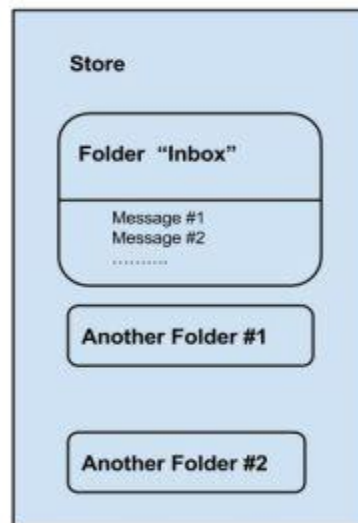 Store
Folder “Inbox”
Message #1
Message #2
..........
Another Folder #1
Another Folder #2